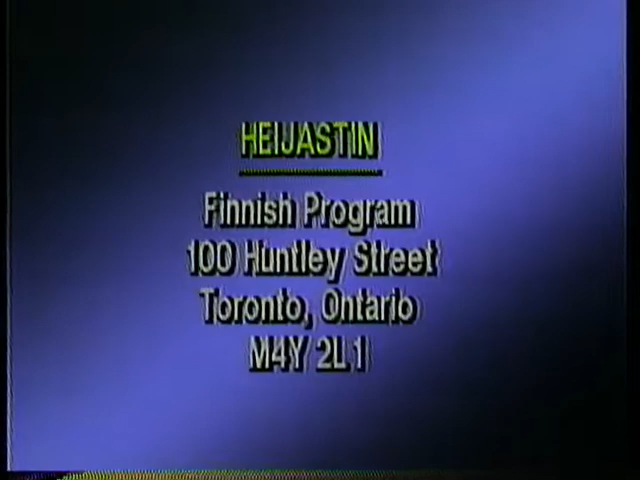 HEIJASTIN
Finnish Program
100 Huntley Street
Toronto, Ontario
M4Y 2L1